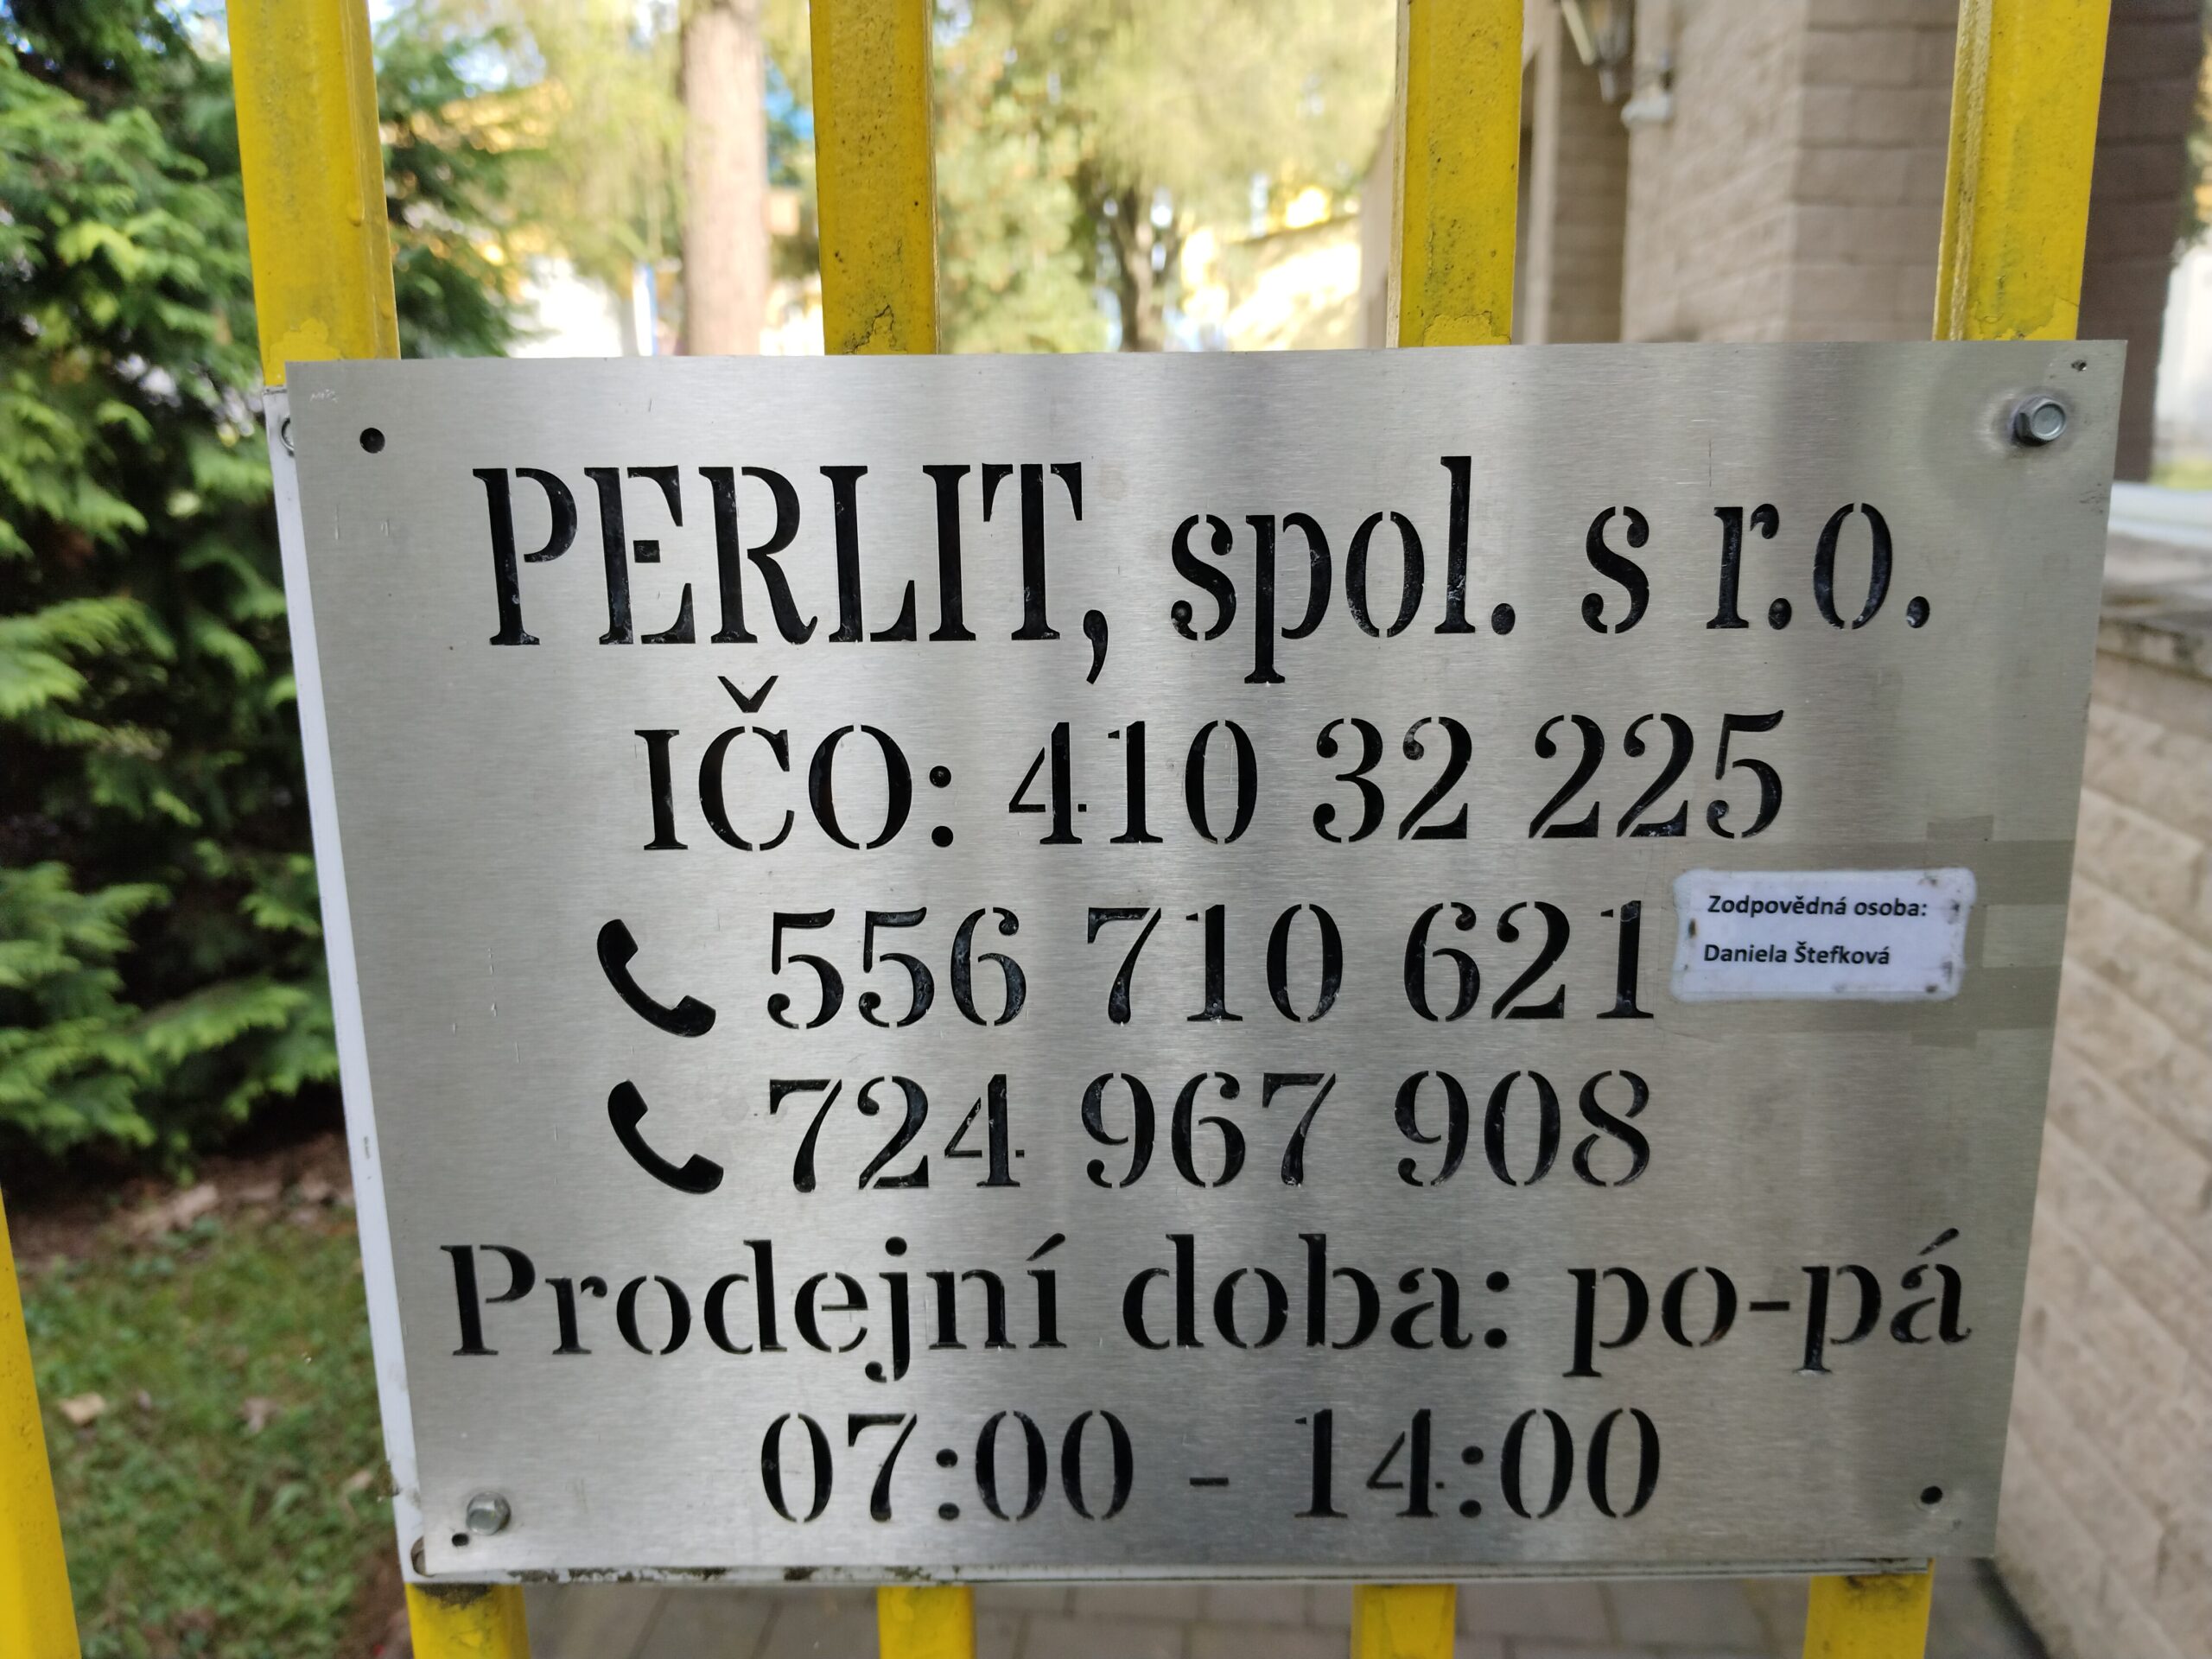 PERLIT, spol. s r.o.
IČO: 410 32 225
556 710 621
Zodpovědná osoba:
Daniela Štefková
724 967 908
Prodejní doba: po-pá
07:00 - 14:00